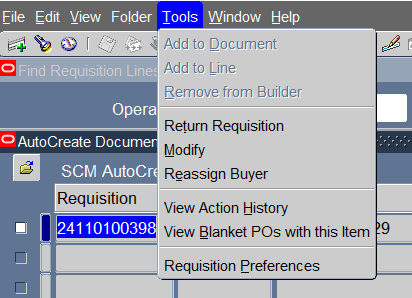 File Edit View Folder Tools Window Help
Add to Document
Add to Line
Remove from Builder
Return Requisition
Modify
Reassign Buyer
View Action History
View Blanket POs with this Item
Requisition Preferences
Find Requisition Lines
Opera
AutoCreate Docume
SCM AutoCre
Requisition
24110100398
29